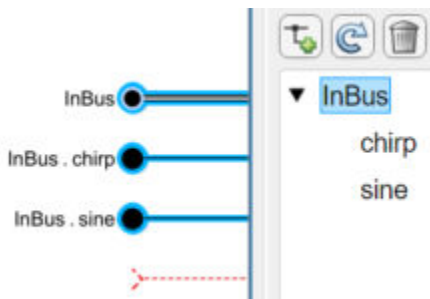 InBus
InBus . chirp
InBus . sine
▼ InBus
chirp
sine